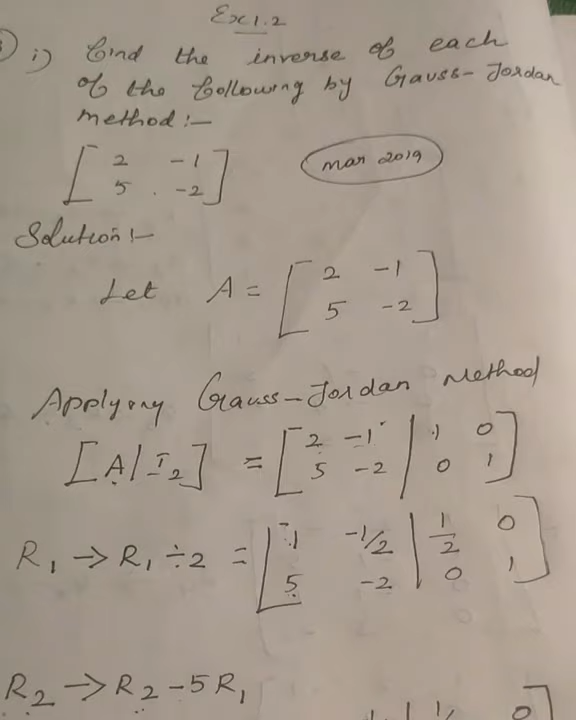 Ex 1.2
i) Find the inverse of each
of the following by Gauss-Jordan
method:-
[ 2 -1 ]
[ 5 -2 ]
mar 2019
Solution:-
Let A = [ 2 -1 ]
[ 5 -2 ]
Applying Gauss-Jordan Method
[A|I₂] = [ 2 -1 | 1 0 ]
[ 5 -2 | 0 1 ]
R₁ → R₁ ÷ 2 = [ 1 -1/2 | 1/2 0 ]
[ 5 -2 | 0 1 ]
R₂ → R₂ - 5R₁